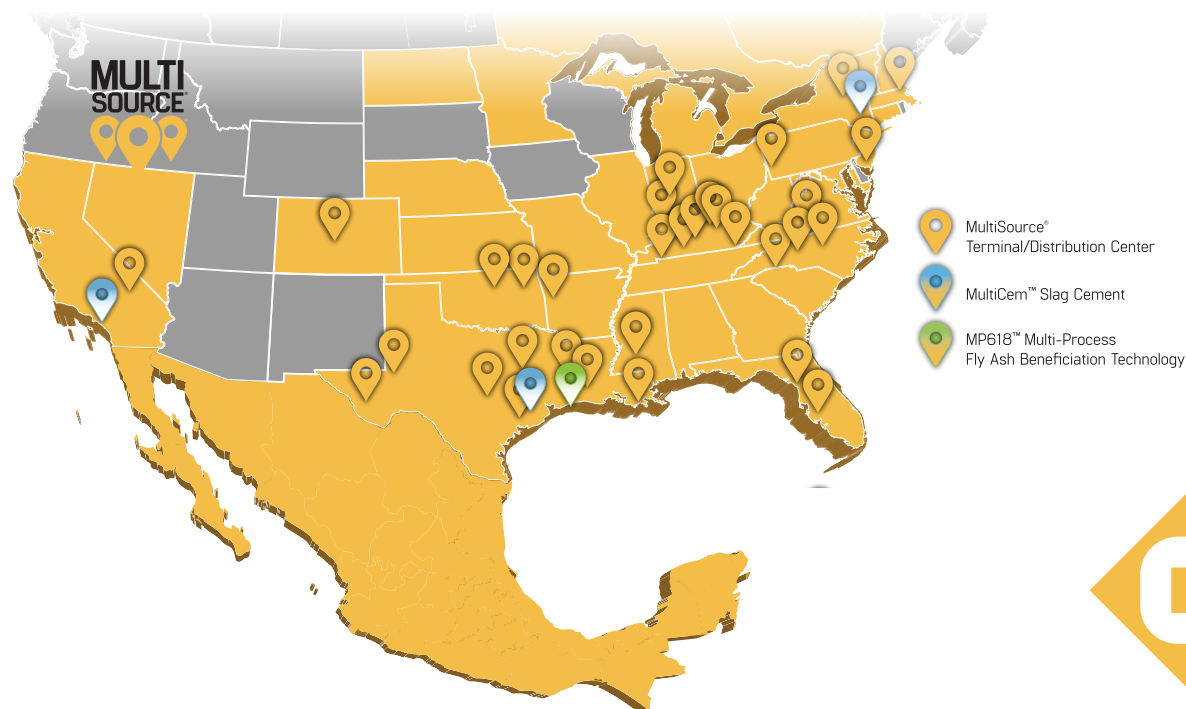 MULTI
SOURCE®
MultiSource®
Terminal/Distribution Center
MultiCem™ Slag Cement
MP618™ Multi-Process
Fly Ash Beneficiation Technology